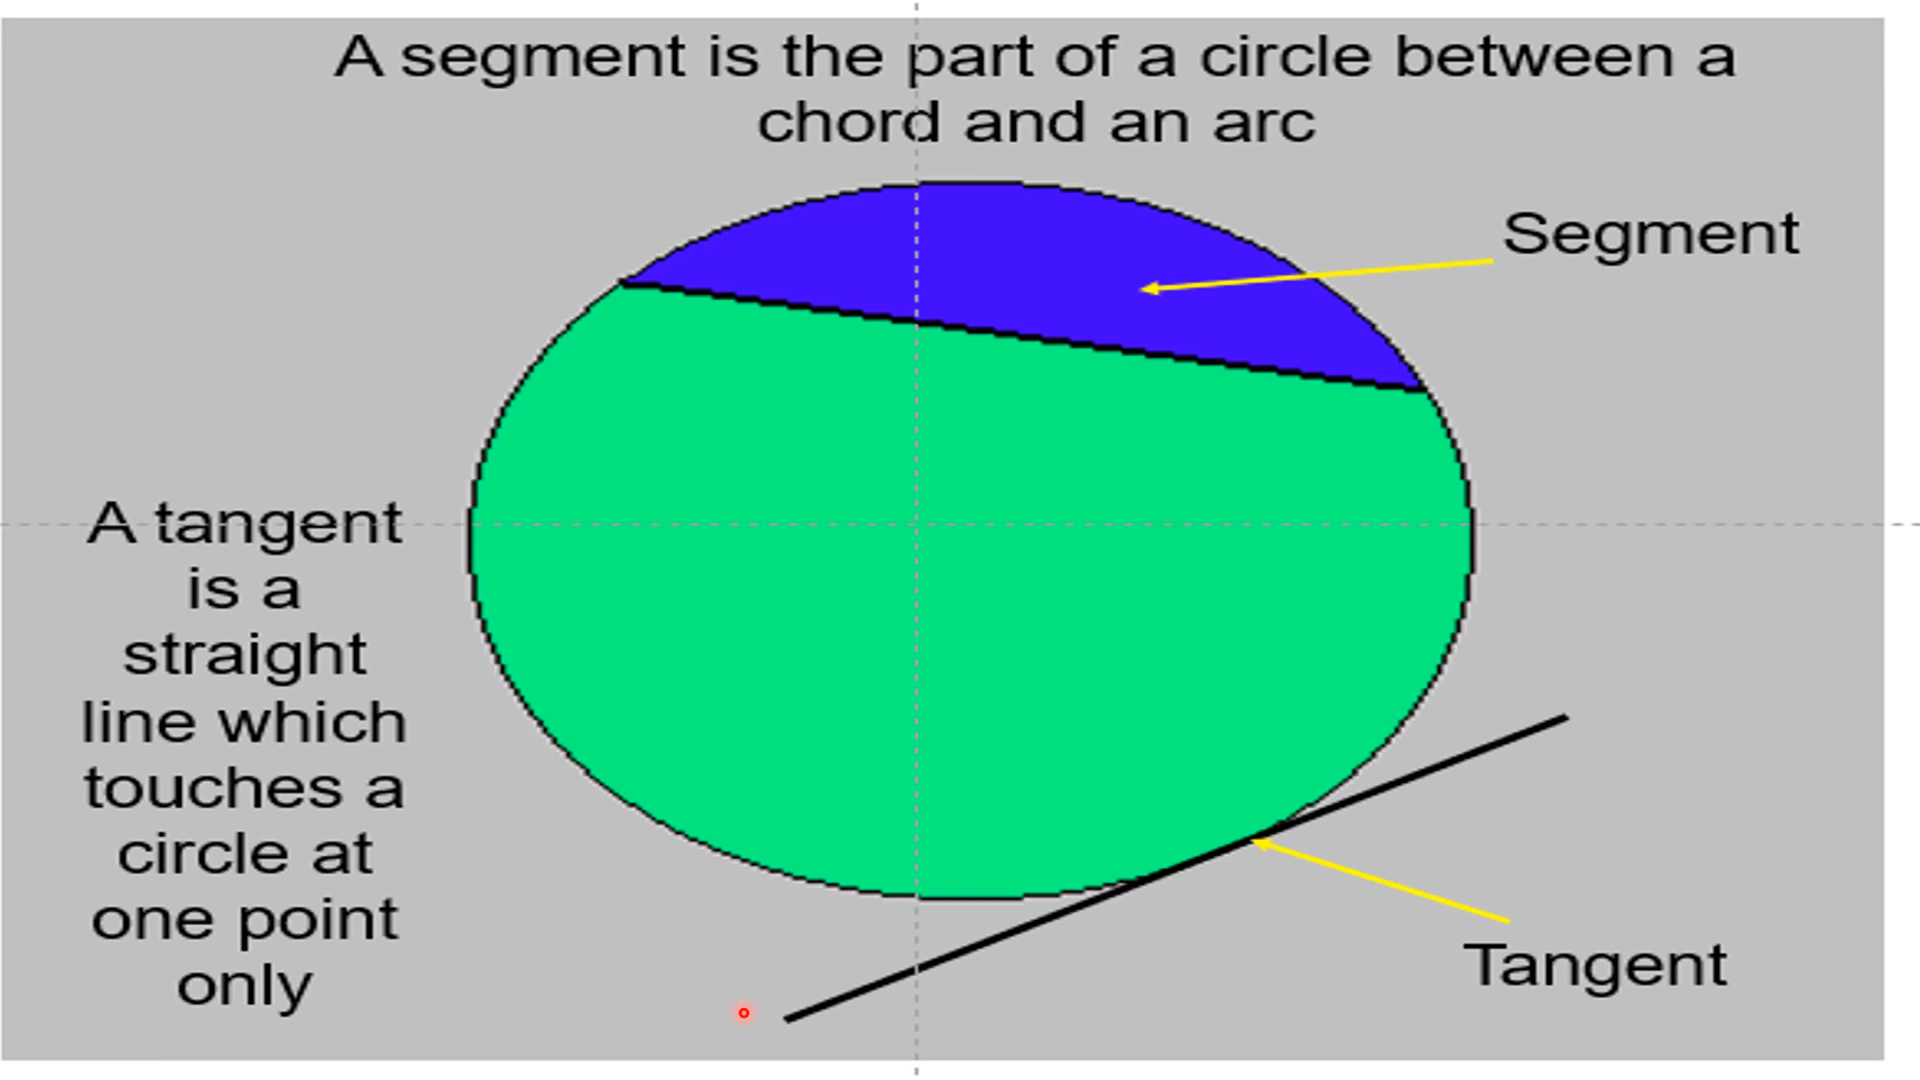 A segment is the part of a circle between a
chord and an arc
Segment
A tangent
is a
straight
line which
touches a
circle at
one point
only
Tangent